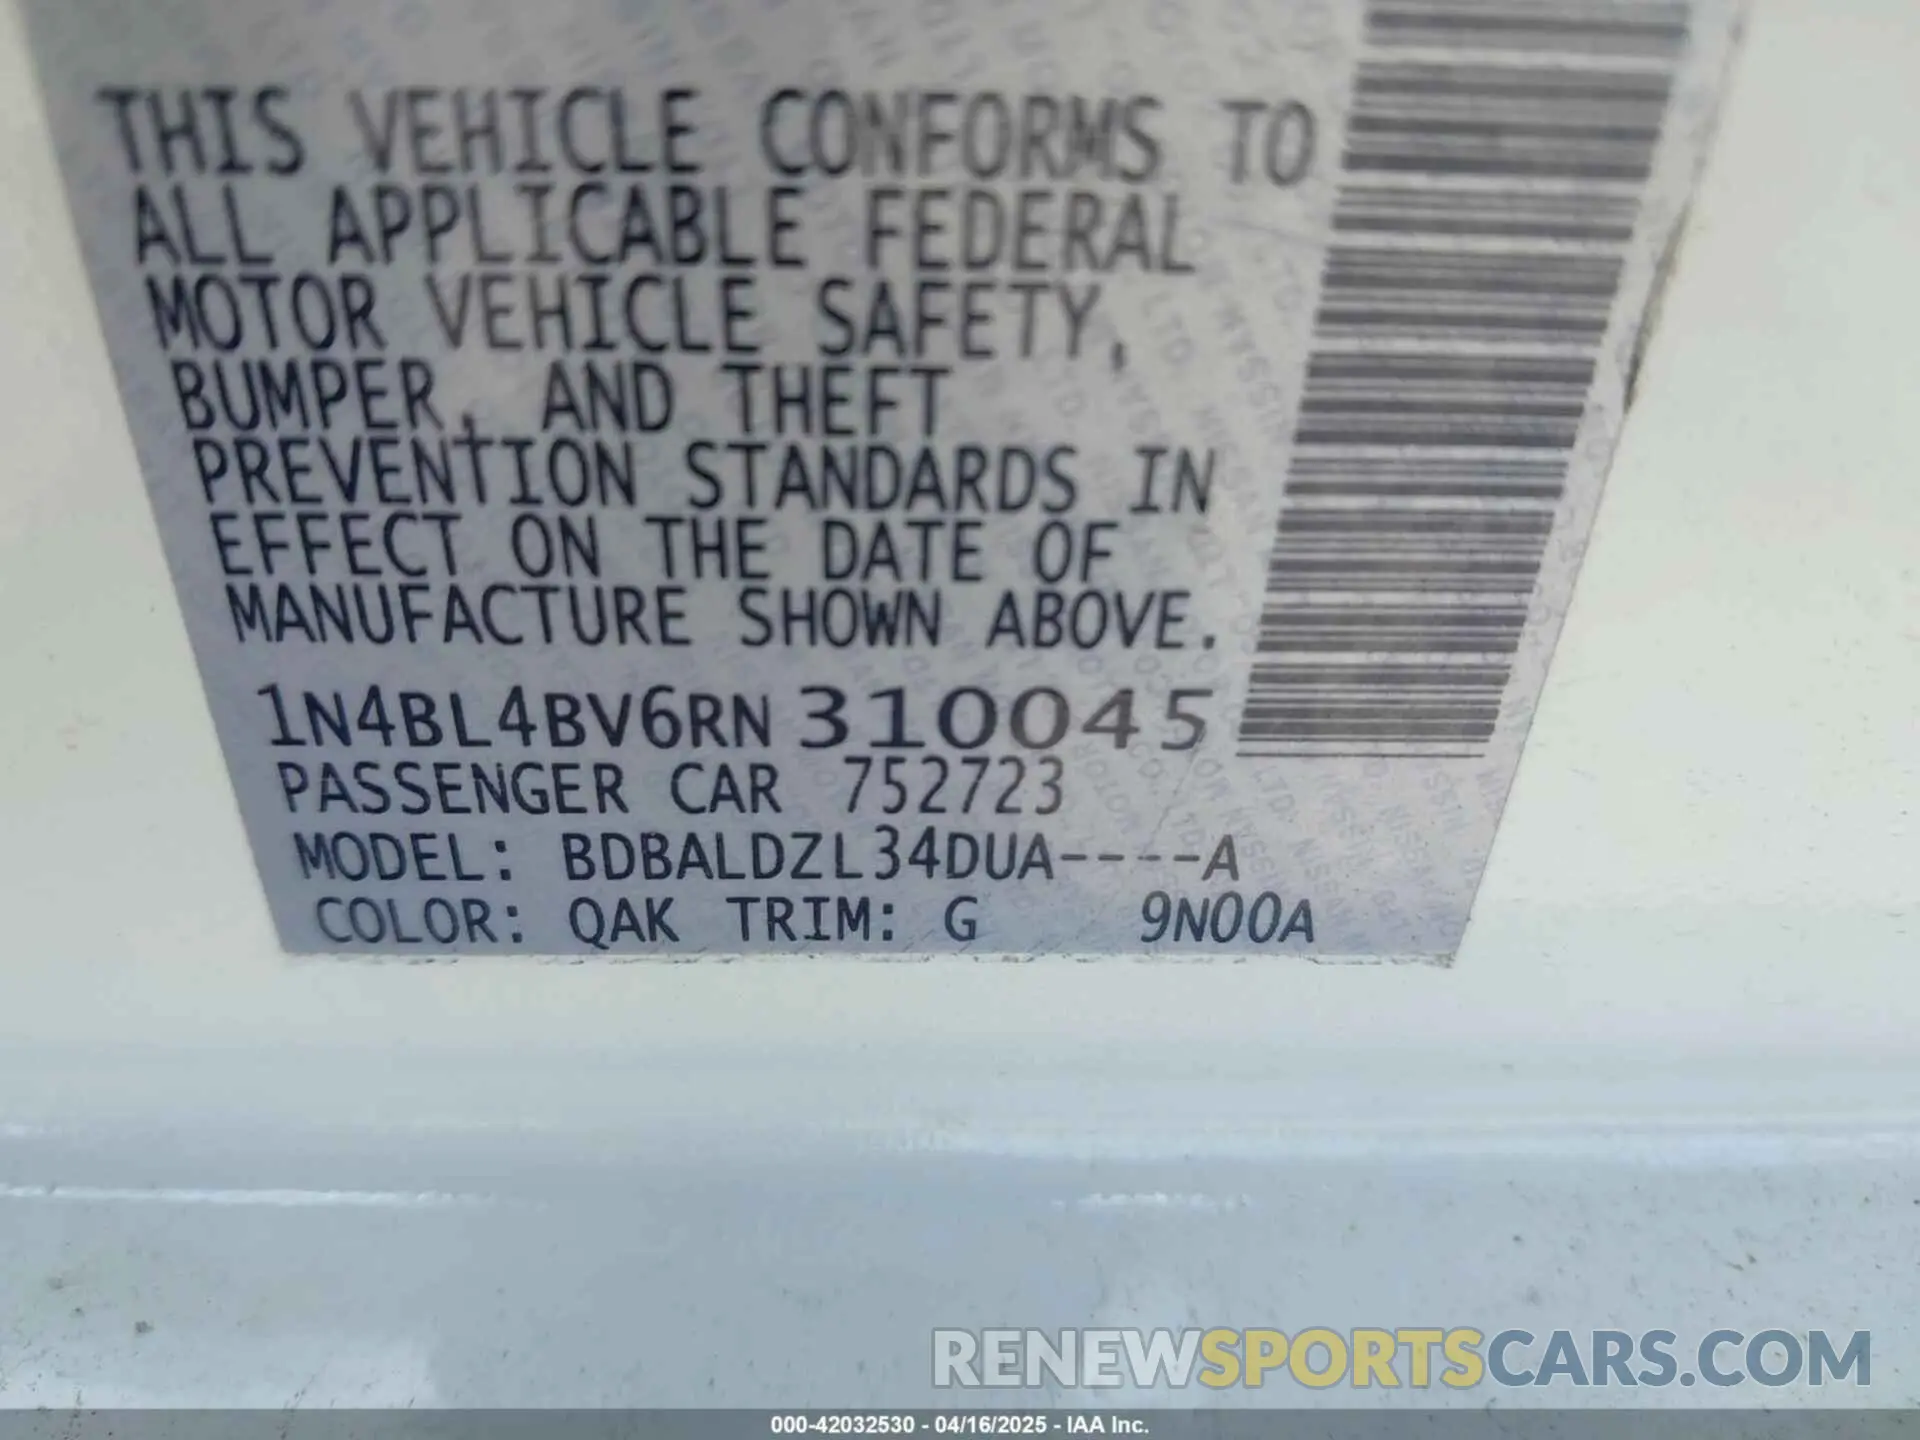 THIS VEHICLE CONFORMS TO
ALL APPLICABLE FEDERAL
MOTOR VEHICLE SAFETY,
BUMPER, AND THEFT
PREVENTION STANDARDS IN
EFFECT ON THE DATE OF
MANUFACTURE SHOWN ABOVE.
1N4BL4BV6RN310045
PASSENGER CAR 752723
MODEL: BDBALDZL34DUA----A
COLOR: QAK TRIM: G 9N00A
RENEWSPORTSCARS.COM
000-42032530 - 04/16/2025 - IAA Inc.